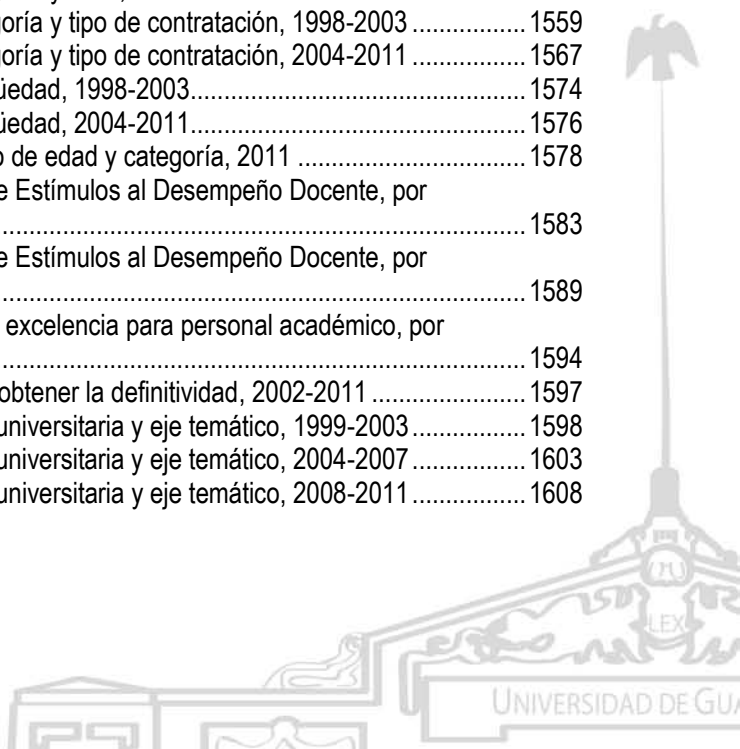 goría y tipo de contratación, 1998-2003 ................. 1559
goría y tipo de contratación, 2004-2011 ................. 1567
üedad, 1998-2003.................................................. 1574
üedad, 2004-2011.................................................. 1576
o de edad y categoría, 2011 .................................. 1578
e Estímulos al Desempeño Docente, por
.............................................................................. 1583
e Estímulos al Desempeño Docente, por
.............................................................................. 1589
excelencia para personal académico, por
.............................................................................. 1594
obtener la definitividad, 2002-2011 ....................... 1597
universitaria y eje temático, 1999-2003 ................. 1598
universitaria y eje temático, 2004-2007 ................. 1603
universitaria y eje temático, 2008-2011 ................. 1608
LEX
UNIVERSIDAD DE GUA